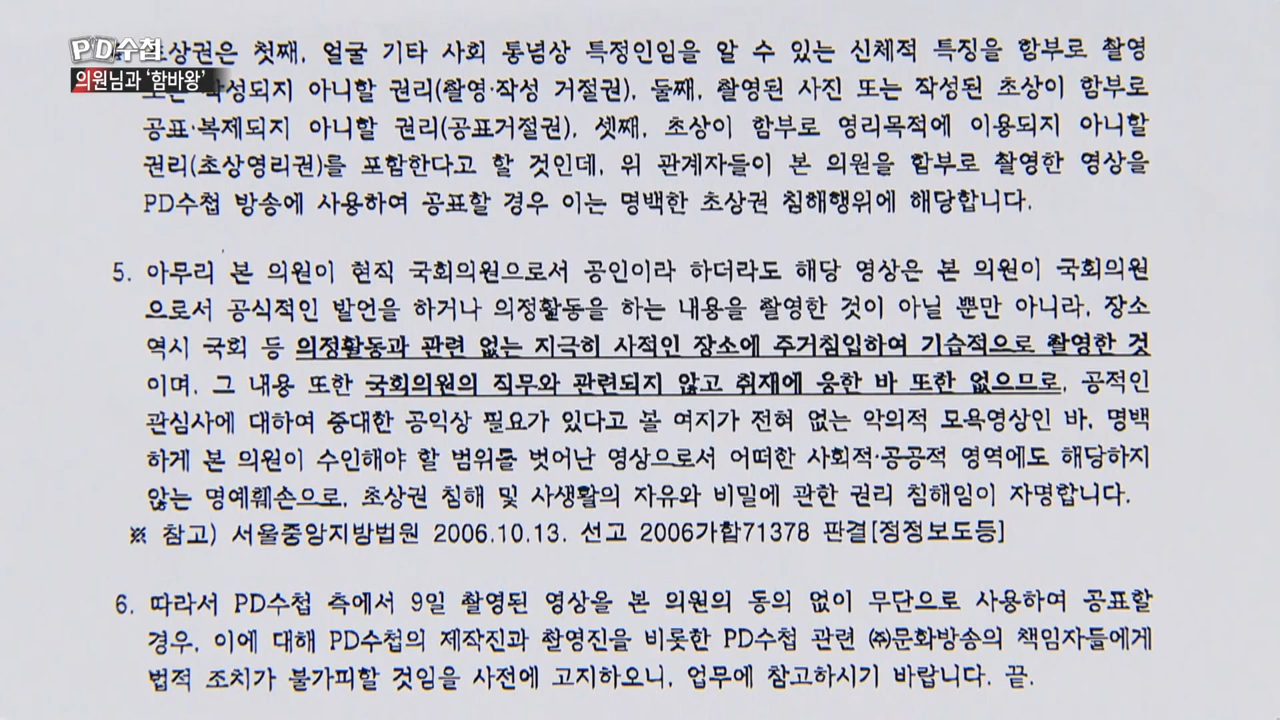 PD수첩
의원님과 '함바왕'
초상권은 첫째, 얼굴 기타 사회 통념상 특정인임을 알 수 있는 신체적 특징을 함부로 촬영
작성되지 아니할 권리(촬영·작성 거절권), 둘째, 촬영된 사진 또는 작성된 초상이 함부로
공표·복제되지 아니할 권리(공표거절권), 셋째, 초상이 함부로 영리목적에 이용되지 아니할
권리(초상영리권)를 포함한다고 할 것인데, 위 관계자들이 본 의원을 함부로 촬영한 영상을
PD수첩 방송에 사용하여 공표할 경우 이는 명백한 초상권 침해행위에 해당합니다.
5. 아무리 본 의원이 현직 국회의원으로서 공인이라 하더라도 해당 영상은 본 의원이 국회의원
으로서 공식적인 발언을 하거나 의정활동을 하는 내용을 촬영한 것이 아닐 뿐만 아니라, 장소
역시 국회 등 의정활동과 관련 없는 지극히 사적인 장소에 주거침입하여 기습적으로 촬영한 것
이며, 그 내용 또한 국회의원의 직무와 관련되지 않고 취재에 응한 바 또한 없으므로, 공적인
관심사에 대하여 중대한 공익상 필요가 있다고 볼 여지가 전혀 없는 악의적 모욕영상인 바, 명백
하게 본 의원이 수인해야 할 범위를 벗어난 영상으로서 어떠한 사회적·공공적 영역에도 해당하지
않는 명예훼손으로, 초상권 침해 및 사생활의 자유와 비밀에 관한 권리 침해임이 자명합니다.
※ 참고) 서울중앙지방법원 2006.10.13. 선고 2006가합71378 판결[정정보도등]
6. 따라서 PD수첩 측에서 9일 촬영된 영상을 본 의원의 동의 없이 무단으로 사용하여 공표할
경우, 이에 대해 PD수첩의 제작진과 촬영진을 비롯한 PD수첩 관련 ㈜문화방송의 책임자들에게
법적 조치가 불가피할 것임을 사전에 고지하오니, 업무에 참고하시기 바랍니다. 끝.